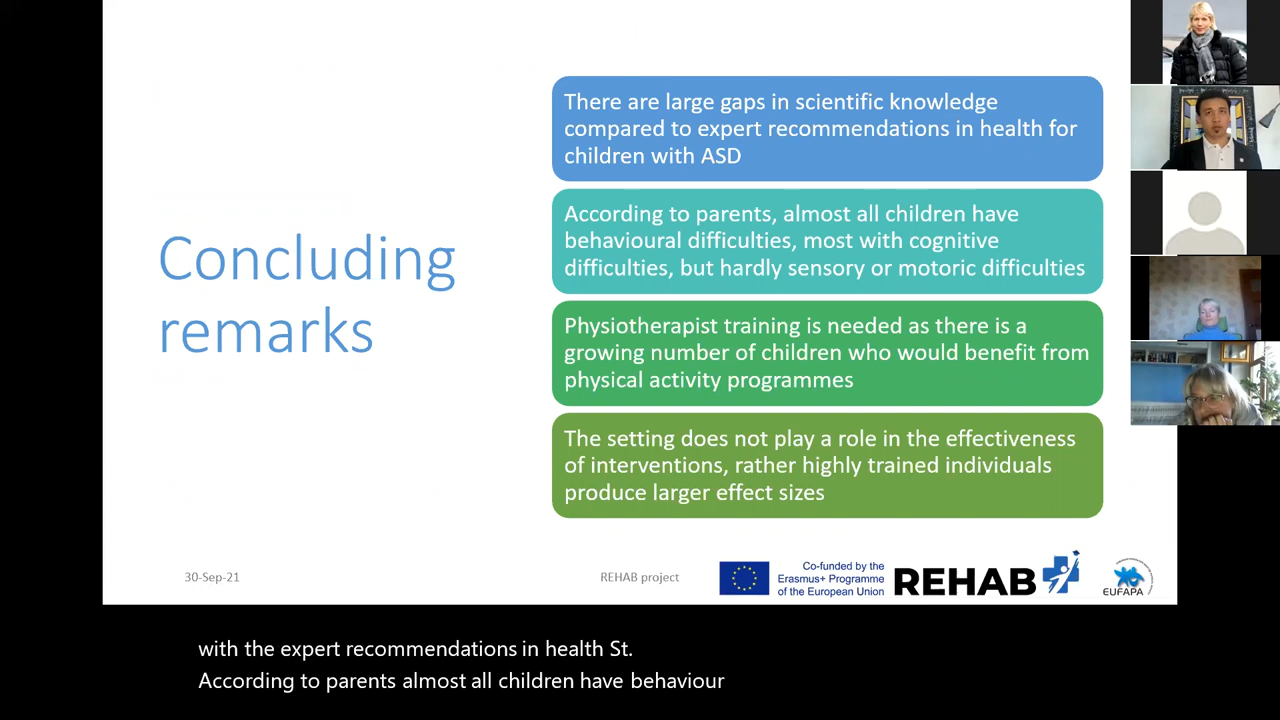 Concluding
remarks
There are large gaps in scientific knowledge
compared to expert recommendations in health for
children with ASD
According to parents, almost all children have
behavioural difficulties, most with cognitive
difficulties, but hardly sensory or motoric difficulties
Physiotherapist training is needed as there is a
growing number of children who would benefit from
physical activity programmes
The setting does not play a role in the effectiveness
of interventions, rather highly trained individuals
produce larger effect sizes
30-Sep-21
REHAB project
Co-funded by the
Erasmus+ Programme
of the European Union
REHAB
EUFAPA
with the expert recommendations in health St.
According to parents almost all children have behaviour